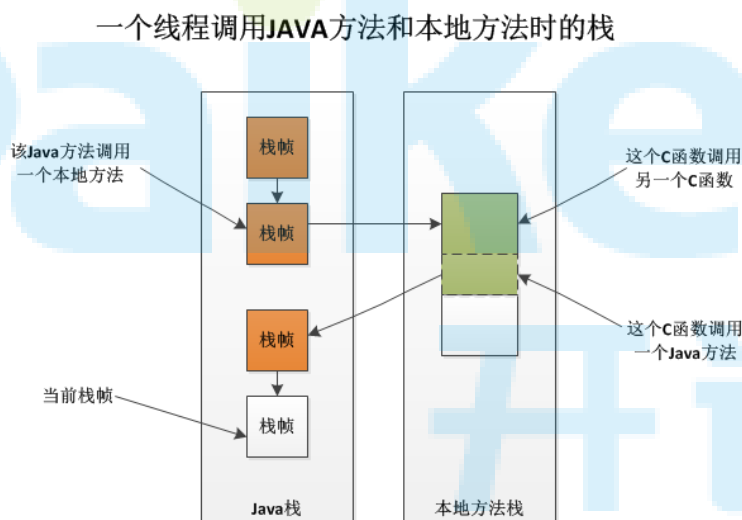 一个线程调用JAVA方法和本地方法时的栈
该Java方法调用
一个本地方法
栈帧
栈帧
这个C函数调用
另一个C函数
栈帧
这个C函数调用
一个Java方法
当前栈帧
栈帧
Java栈
本地方法栈